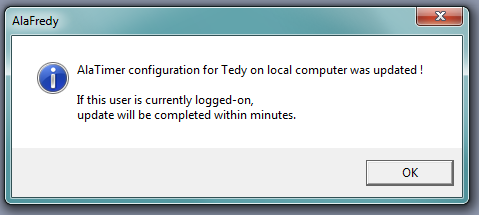 AlaFredy
AlaTimer configuration for Tedy on local computer was updated !
If this user is currently logged-on,
update will be completed within minutes.
OK